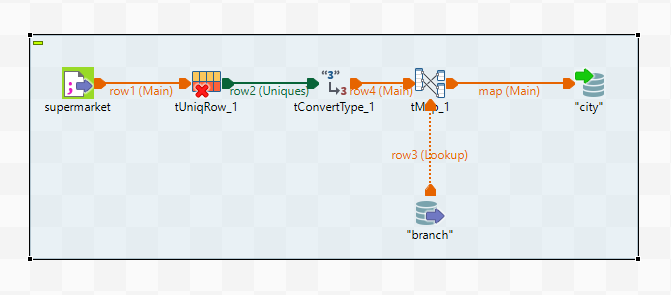 "3"
3
row1 (Main)
row2 (Uniques)
row4 (Main)
map (Main)
supermarket
tUniqRow_1
tConvertType_1
tMap_1
"city"
row3 (Lookup)
"branch"